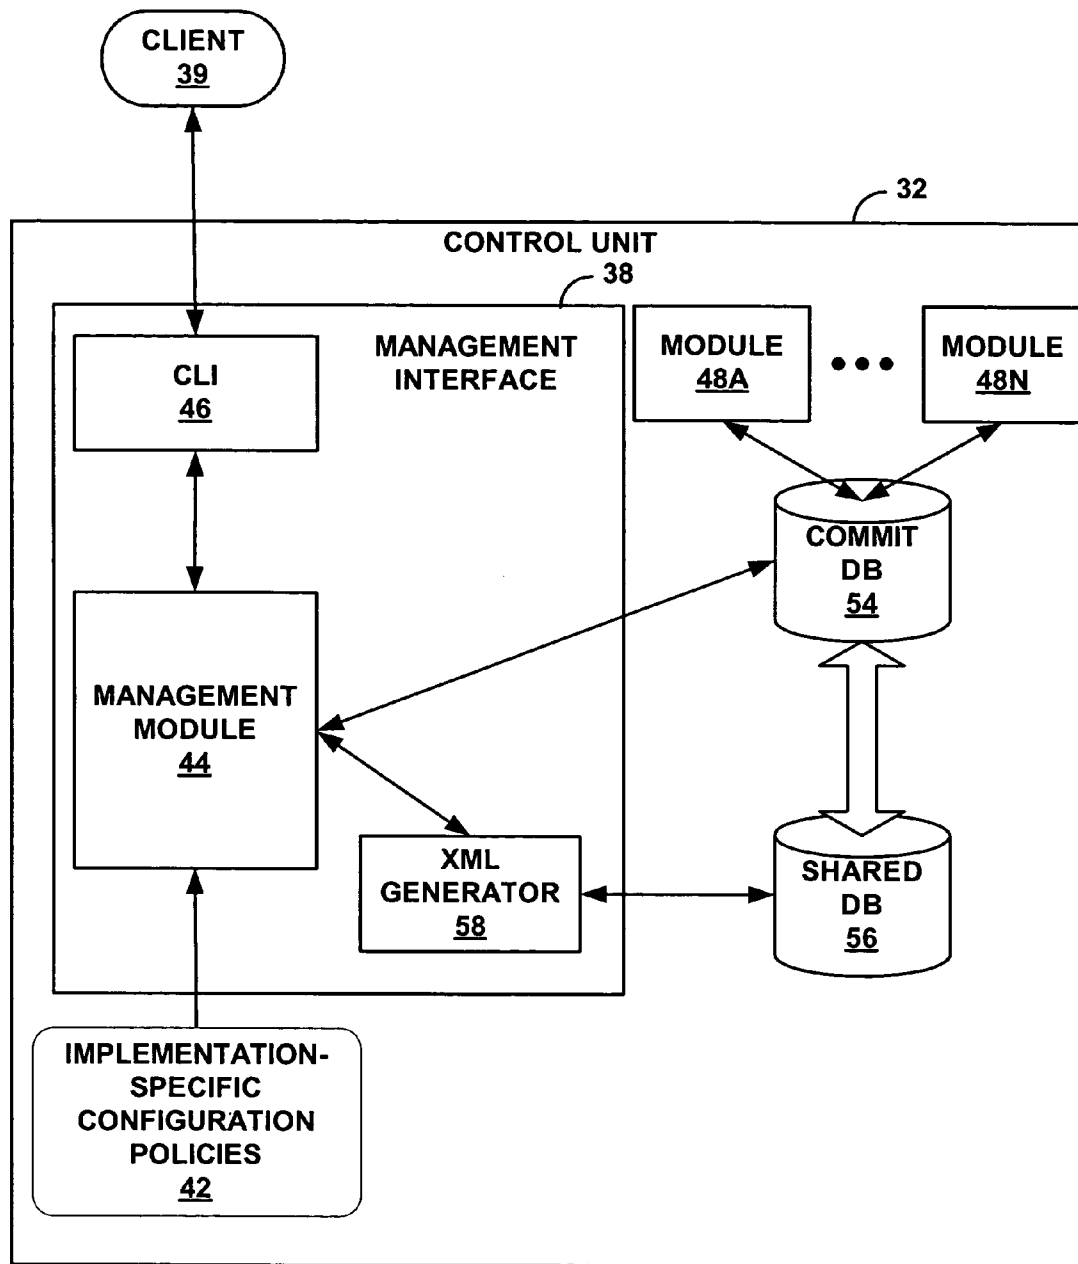 CLIENT
39
32
CONTROL UNIT
38
MANAGEMENT
INTERFACE
CLI
46
MODULE
48A
MODULE
48N
COMMIT
DB
54
MANAGEMENT
MODULE
44
XML
GENERATOR
58
SHARED
DB
56
IMPLEMENTATION-
SPECIFIC
CONFIGURATION
POLICIES
42